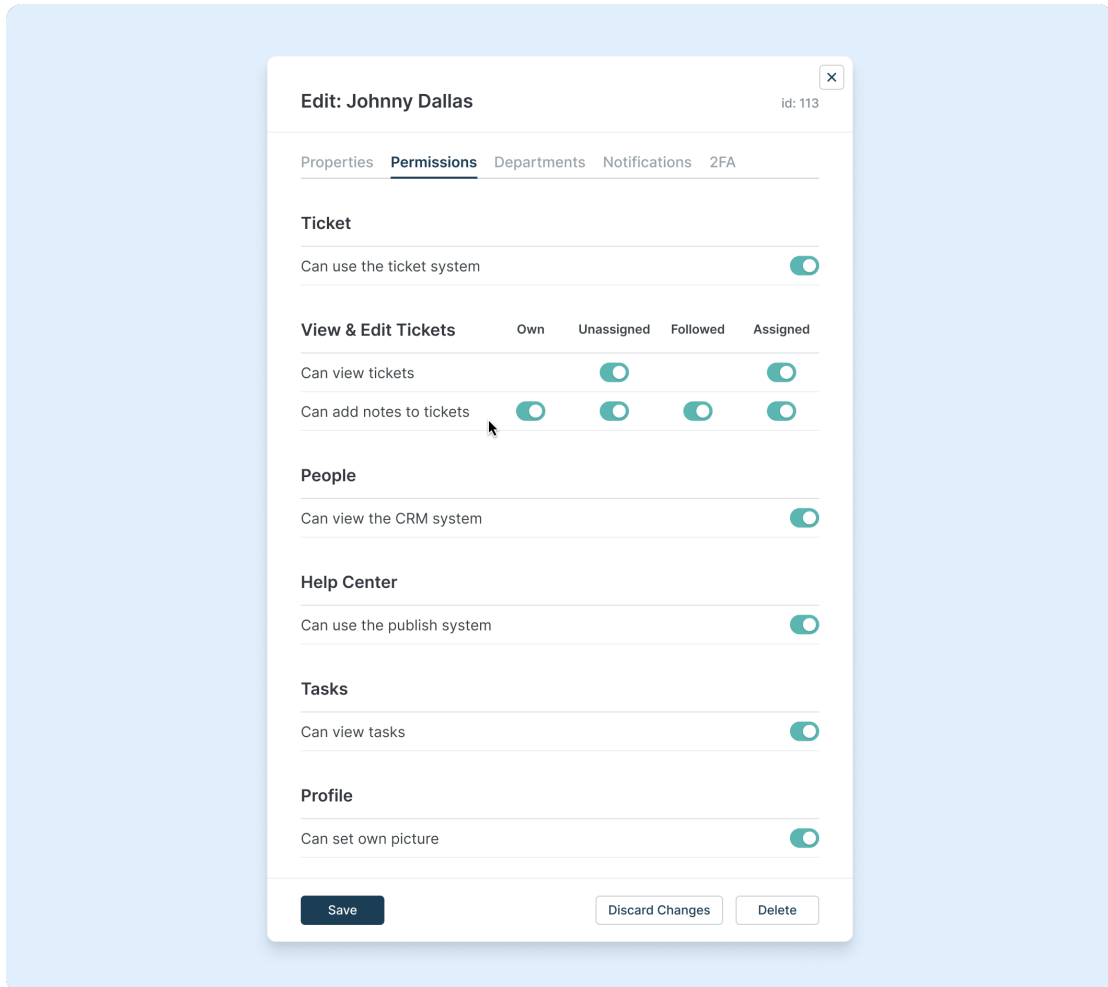 Edit: Johnny Dallas
id: 113
Properties Permissions Departments Notifications 2FA
Ticket
Can use the ticket system
View & Edit Tickets Own Unassigned Followed Assigned
Can view tickets
Can add notes to tickets
People
Can view the CRM system
Help Center
Can use the publish system
Tasks
Can view tasks
Profile
Can set own picture
Save Discard Changes Delete